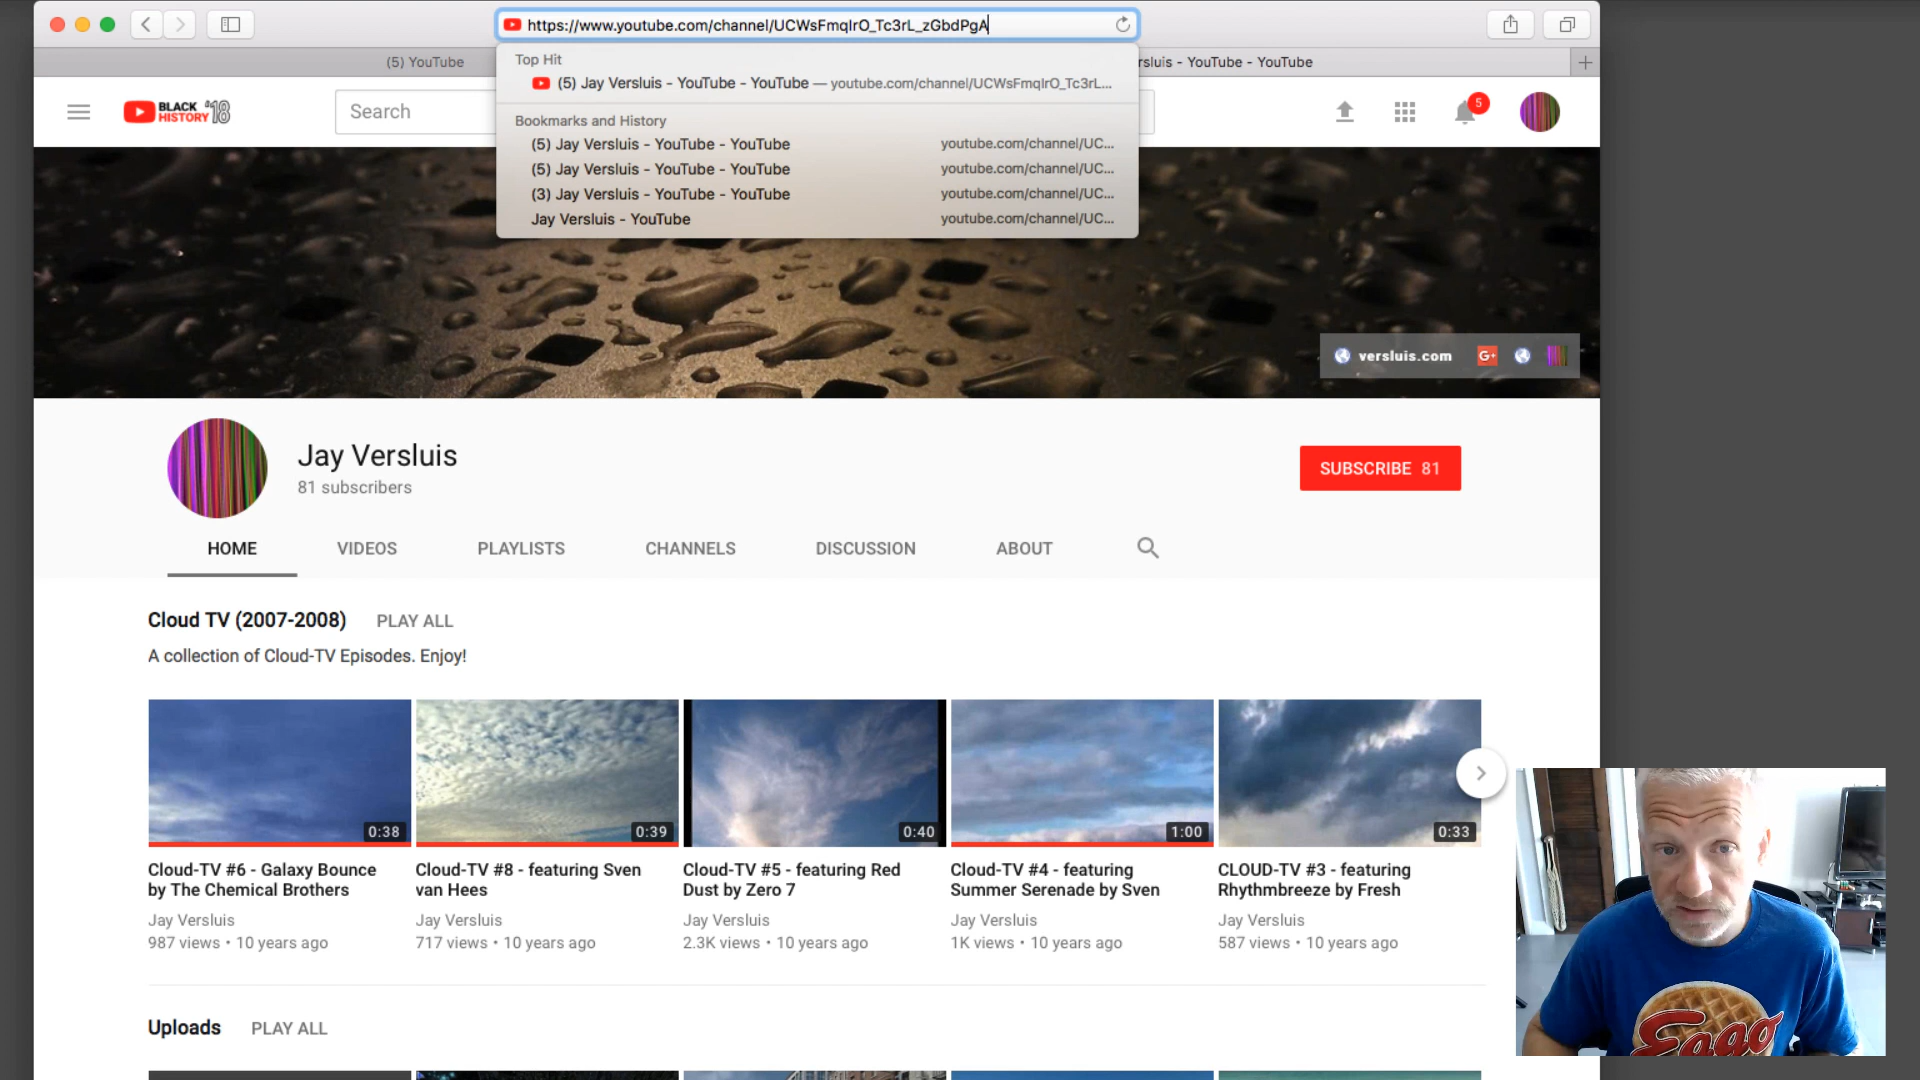 https://www.youtube.com/channel/UCWsFmqIrO_Tc3rL_zGbdPgA
(5) YouTube
rsluis - YouTube - YouTube
Top Hit
(5) Jay Versluis - YouTube - YouTube — youtube.com/channel/UCWsFmqIrO_Tc3rL...
Bookmarks and History
(5) Jay Versluis - YouTube - YouTube youtube.com/channel/UC...
(5) Jay Versluis - YouTube - YouTube youtube.com/channel/UC...
(3) Jay Versluis - YouTube - YouTube youtube.com/channel/UC...
Jay Versluis - YouTube youtube.com/channel/UC...
BLACK HISTORY '18
Search
5
versluis.com G+
Jay Versluis
81 subscribers
SUBSCRIBE 81
HOME VIDEOS PLAYLISTS CHANNELS DISCUSSION ABOUT
Cloud TV (2007-2008) PLAY ALL
A collection of Cloud-TV Episodes. Enjoy!
0:38 0:39 0:40 1:00 0:33
Cloud-TV #6 - Galaxy Bounce
by The Chemical Brothers
Jay Versluis
987 views • 10 years ago
Cloud-TV #8 - featuring Sven
van Hees
Jay Versluis
717 views • 10 years ago
Cloud-TV #5 - featuring Red
Dust by Zero 7
Jay Versluis
2.3K views • 10 years ago
Cloud-TV #4 - featuring
Summer Serenade by Sven
Jay Versluis
1K views • 10 years ago
CLOUD-TV #3 - featuring
Rhythmbreeze by Fresh
Jay Versluis
587 views • 10 years ago
Uploads PLAY ALL
Eggo